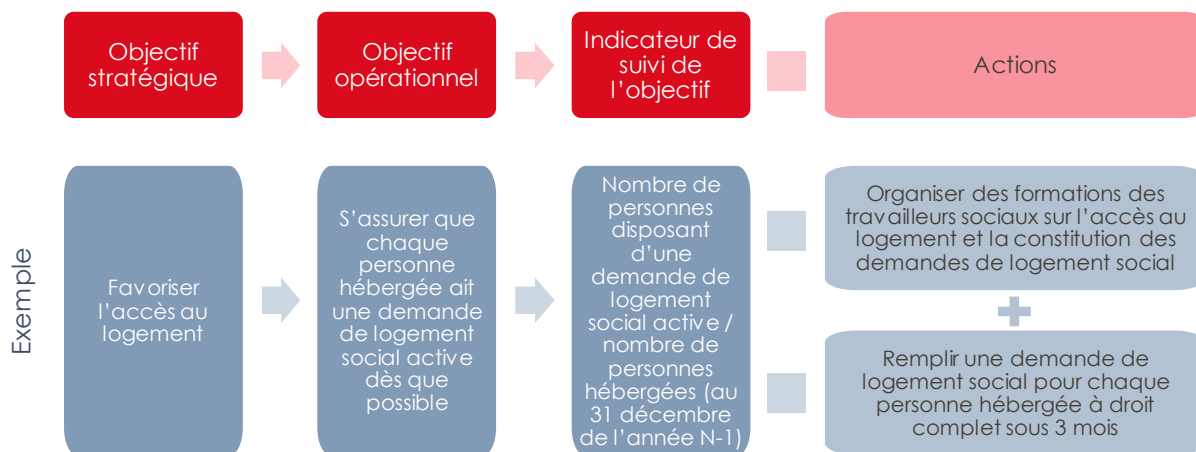 Objectif
stratégique
Objectif
opérationnel
Indicateur de
suivi de
l'objectif
Actions
Exemple
Favoriser
l'accès au
logement
S'assurer que
chaque
personne
hébergée ait
une demande
de logement
social active
dès que
possible
Nombre de
personnes
disposant
d'une
demande de
logement
social active /
nombre de
personnes
hébergées (au
31 décembre
de l'année N-1)
Organiser des formations des
travailleurs sociaux sur l'accès au
logement et la constitution des
demandes de logement social
Remplir une demande de
logement social pour chaque
personne hébergée à droit
complet sous 3 mois